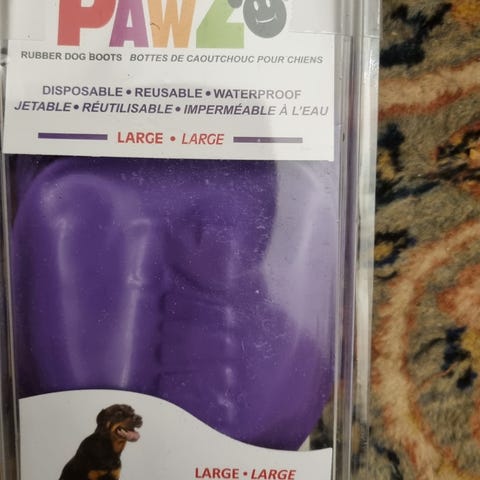 PAWZ
RUBBER DOG BOOTS BOTTES DE CAOUTCHOUC POUR CHIENS
DISPOSABLE • REUSABLE • WATERPROOF
JETABLE • RÉUTILISABLE • IMPERMÉABLE À L'EAU
LARGE • LARGE
LARGE • LARGE